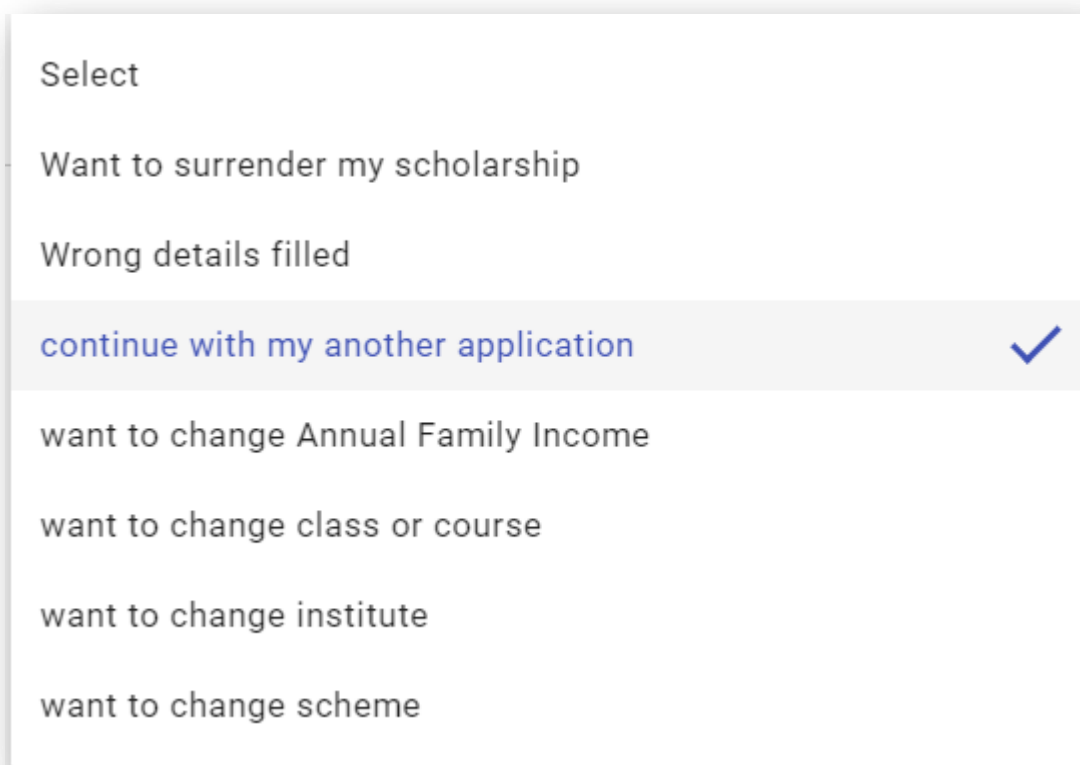 Select
Want to surrender my scholarship
Wrong details filled
continue with my another application
want to change Annual Family Income
want to change class or course
want to change institute
want to change scheme